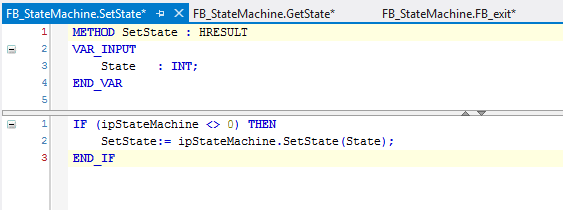 FB_StateMachine.SetState* FB_StateMachine.GetState* FB_StateMachine.FB_exit*
1 METHOD SetState : HRESULT
2 VAR_INPUT
3 State : INT;
4 END_VAR
5
1 IF (ipStateMachine <> 0) THEN
2 SetState:= ipStateMachine.SetState(State);
3 END_IF